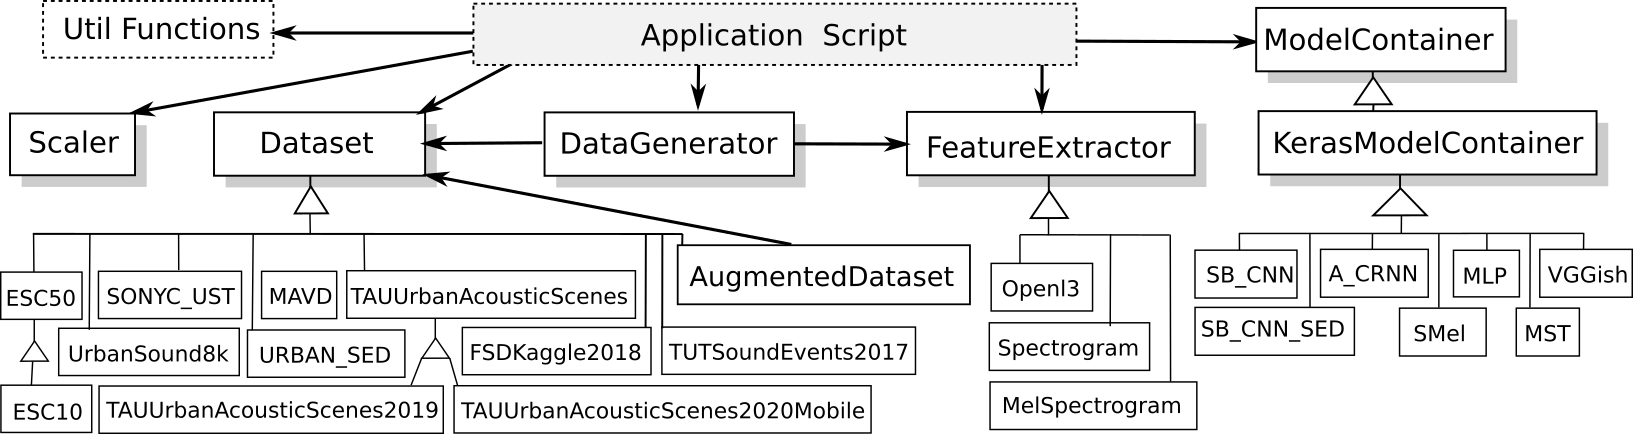 Util Functions
Application Script
ModelContainer
Scaler
Dataset
DataGenerator
FeatureExtractor
KerasModelContainer
ESC50
SONYC_UST
MAVD
TAUUrbanAcousticScenes
AugmentedDataset
Openl3
SB_CNN
A_CRNN
MLP
VGGish
UrbanSound8k
URBAN_SED
FSDKaggle2018
TUTSoundEvents2017
Spectrogram
SB_CNN_SED
SMel
MST
ESC10
TAUUrbanAcousticScenes2019
TAUUrbanAcousticScenes2020Mobile
MelSpectrogram